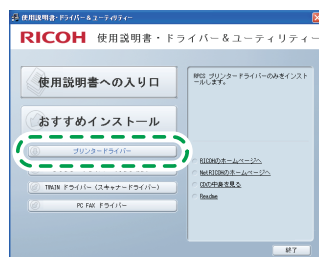 使用説明書・ドライバー&ユーティリティー
RICOH 使用説明書・ドライバー&ユーティリティー
使用説明書への入り口
おすすめインストール
プリンタードライバー
TWAIN ドライバー (スキャナードライバー)
PC FAX ドライバー
RPCS プリンタードライバーのみをインストールします。
RICOHのホームページへ
NetRICOHのホームページへ
CDの中身を見る
Readme
終了